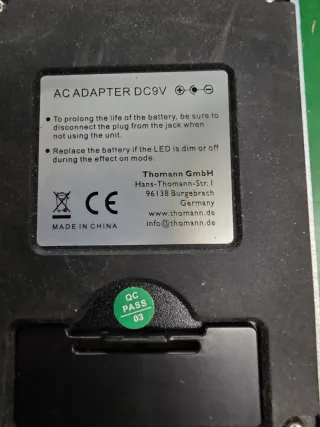 AC ADAPTER DC9V
• To prolong the life of the battery, be sure to
disconnect the plug from the jack when
not using the unit.
• Replace the battery if the LED is dim or off
during the effect on mode.
Thomann GmbH
Hans-Thomann-Str.1
96138 Burgebrach
Germany
www.thomann.de
info@thomann.de
CE
MADE IN CHINA
QC
PASS
03